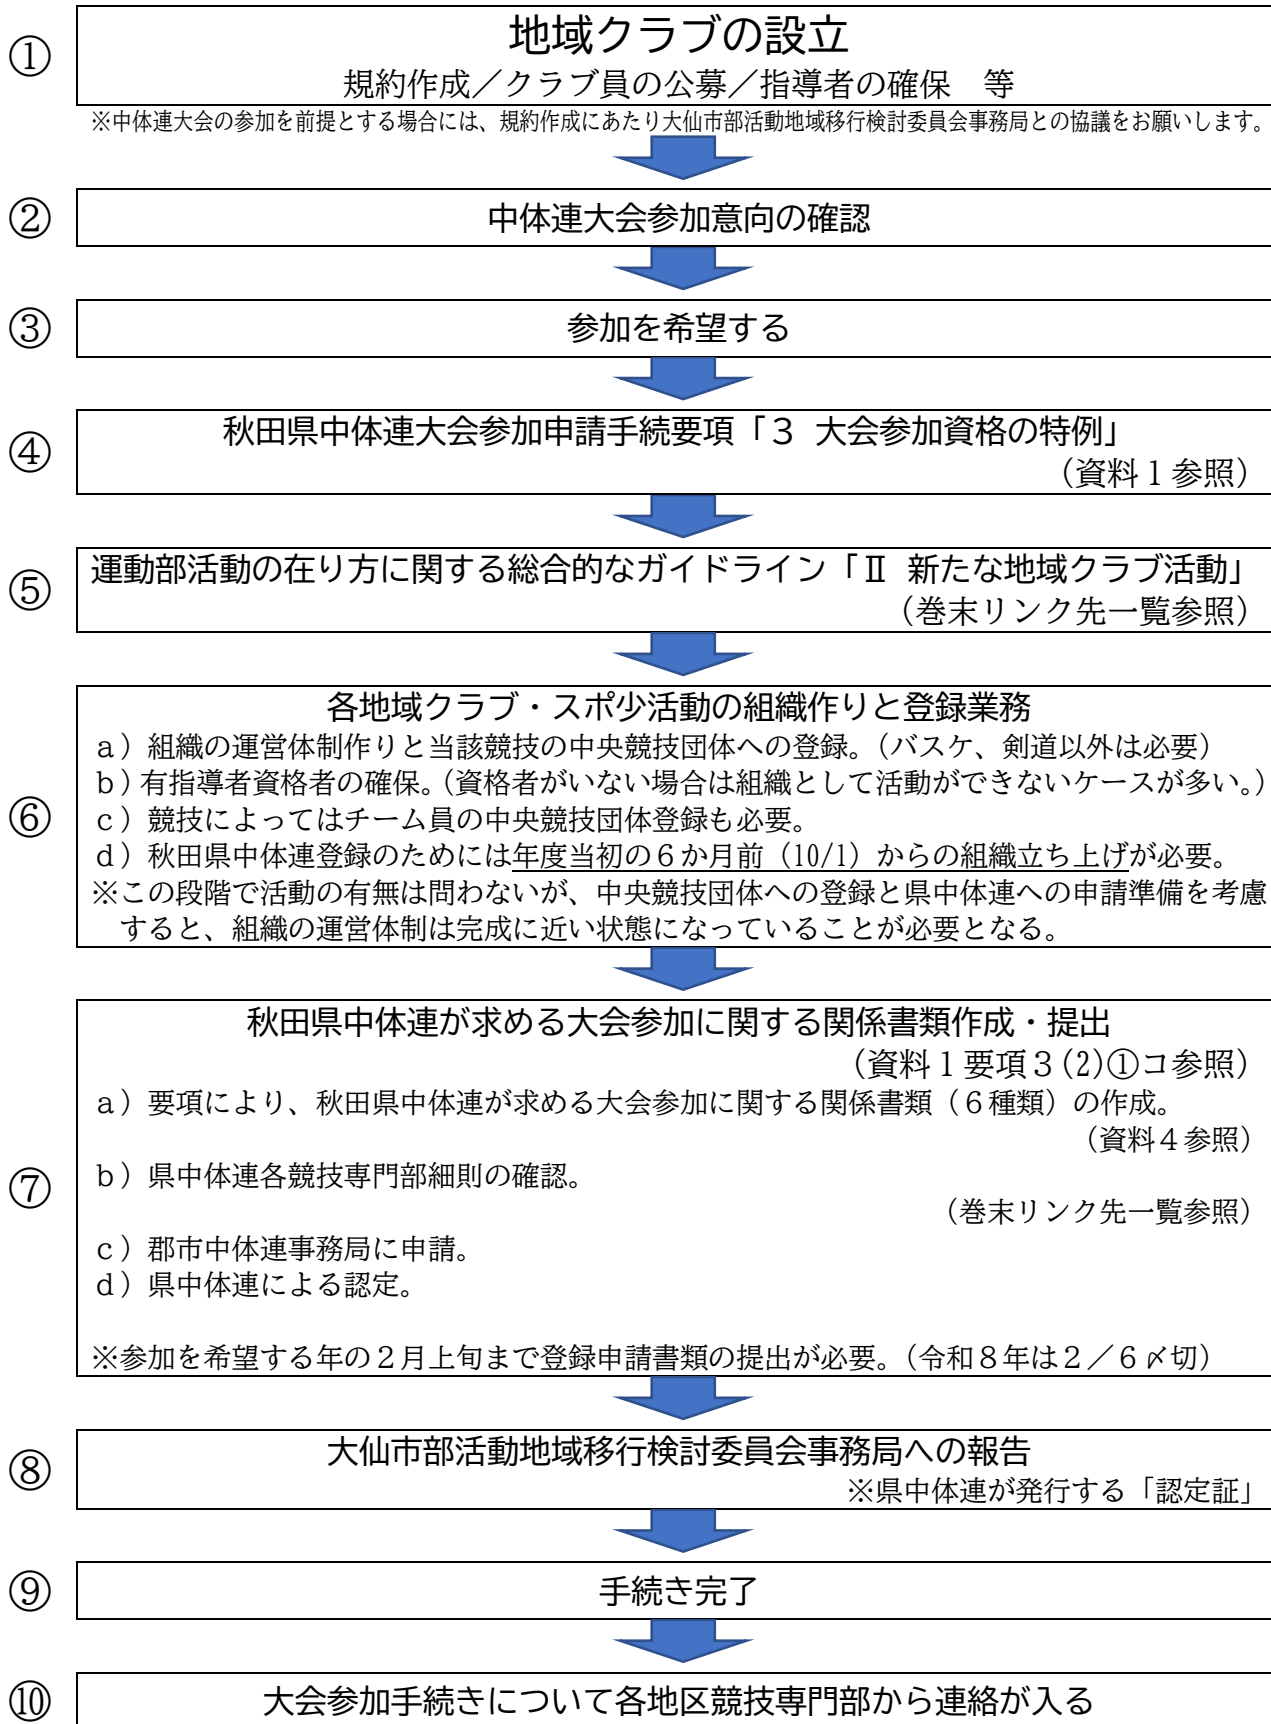 ①
地域クラブの設立
規約作成／クラブ員の公募／指導者の確保　等
※中体連大会の参加を前提とする場合には、規約作成にあたり大仙市部活動地域移行検討委員会事務局との協議をお願いします。
②
中体連大会参加意向の確認
③
参加を希望する
④
秋田県中体連大会参加申請手続要項「３ 大会参加資格の特例」
（資料１参照）
⑤
運動部活動の在り方に関する総合的なガイドライン「Ⅱ 新たな地域クラブ活動」
（巻末リンク先一覧参照）
⑥
各地域クラブ・スポ少活動の組織作りと登録業務
ａ）組織の運営体制作りと当該競技の中央競技団体への登録。（バスケ、剣道以外は必要）
ｂ）有指導者資格者の確保。（資格者がいない場合は組織として活動ができないケースが多い。）
ｃ）競技によってはチーム員の中央競技団体登録も必要。
ｄ）秋田県中体連登録のためには年度当初の６か月前（10/1）からの組織立ち上げが必要。
※この段階で活動の有無は問わないが、中央競技団体への登録と県中体連への申請準備を考慮
すると、組織の運営体制は完成に近い状態になっていることが必要となる。
⑦
秋田県中体連が求める大会参加に関する関係書類作成・提出
（資料１要項３(2)①コ参照）
ａ）要項により、秋田県中体連が求める大会参加に関する関係書類（６種類）の作成。
（資料４参照）
ｂ）県中体連各競技専門部細則の確認。
（巻末リンク先一覧参照）
ｃ）郡市中体連事務局に申請。
ｄ）県中体連による認定。
※参加を希望する年の２月上旬まで登録申請書類の提出が必要。（令和８年は２／６〆切）
⑧
大仙市部活動地域移行検討委員会事務局への報告
※県中体連が発行する「認定証」
⑨
手続き完了
⑩
大会参加手続きについて各地区競技専門部から連絡が入る